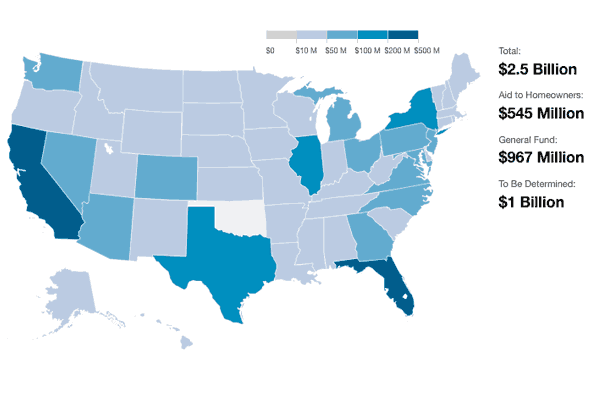 $0 $10 M $50 M $100 M $200 M $500 M
Total:
$2.5 Billion
Aid to Homeowners:
$545 Million
General Fund:
$967 Million
To Be Determined:
$1 Billion